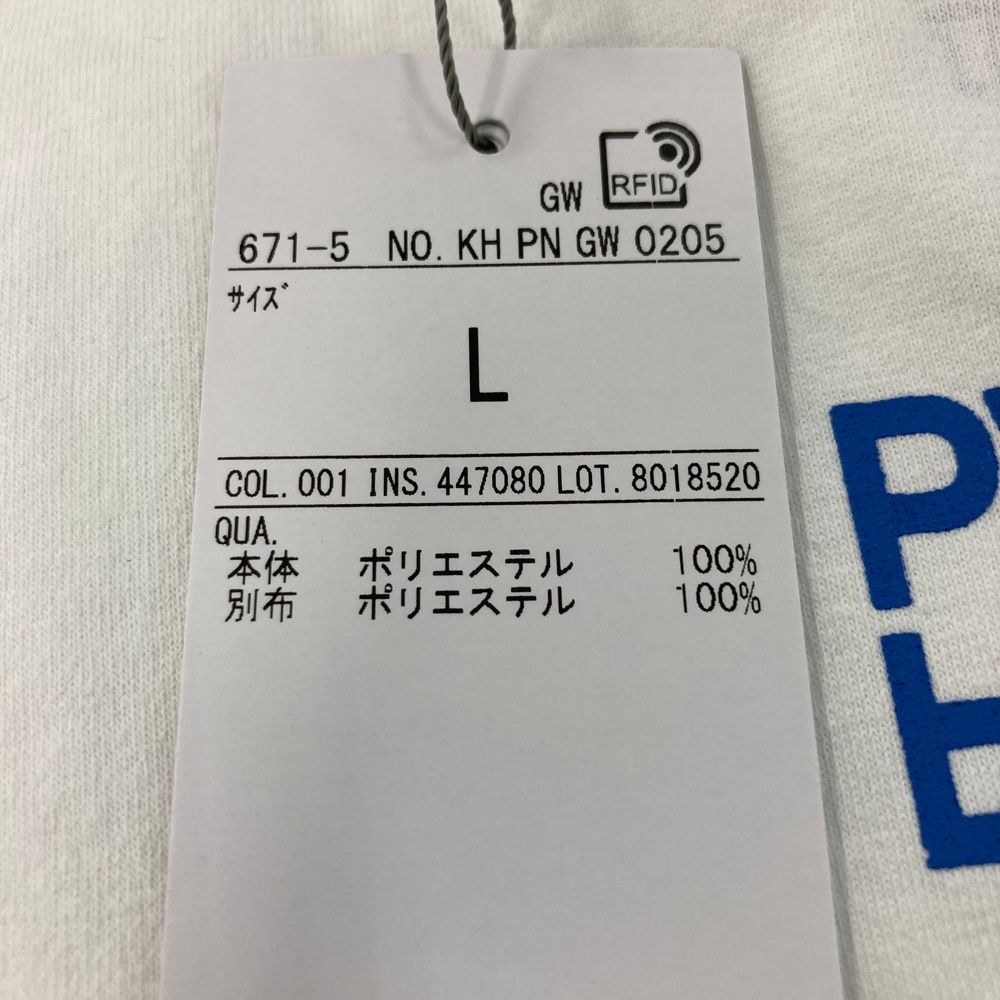 GW RFID
671-5 NO. KH PN GW 0205
サイズ
L
COL. 001 INS. 447080 LOT. 8018520
QUA.
本体 ポリエステル 100%
別布 ポリエステル 100%